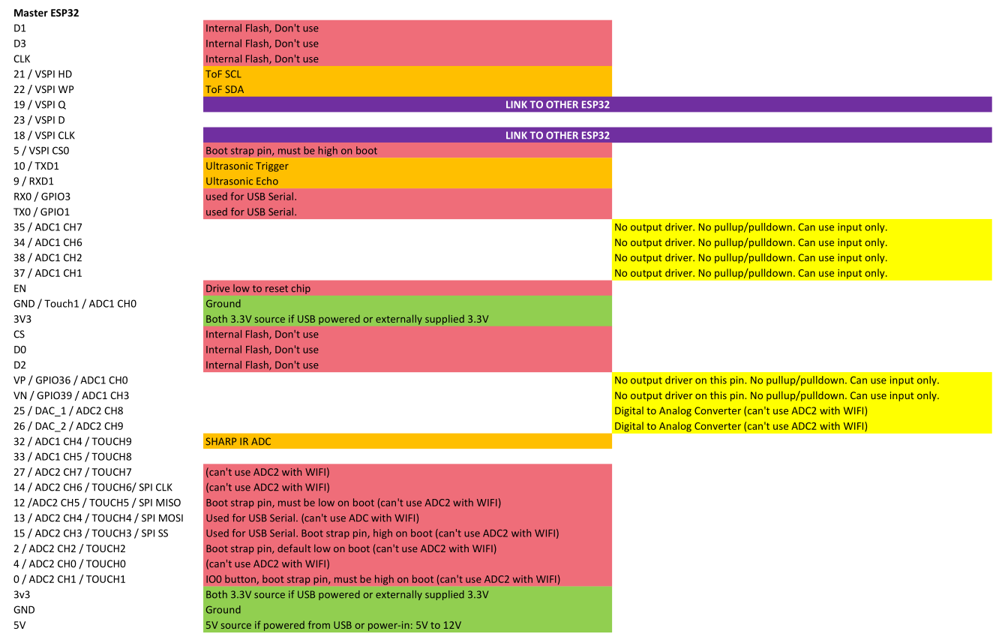 Master ESP32
D1 Internal Flash, Don't use
D3 Internal Flash, Don't use
CLK Internal Flash, Don't use
21 / VSPI HD ToF SCL
22 / VSPI WP ToF SDA
19 / VSPI Q LINK TO OTHER ESP32
23 / VSPI D
18 / VSPI CLK LINK TO OTHER ESP32
5 / VSPI CS0 Boot strap pin, must be high on boot
10 / TXD1 Ultrasonic Trigger
9 / RXD1 Ultrasonic Echo
RX0 / GPIO3 used for USB Serial.
TX0 / GPIO1 used for USB Serial.
35 / ADC1 CH7 No output driver. No pullup/pulldown. Can use input only.
34 / ADC1 CH6 No output driver. No pullup/pulldown. Can use input only.
38 / ADC1 CH2 No output driver. No pullup/pulldown. Can use input only.
37 / ADC1 CH1 No output driver. No pullup/pulldown. Can use input only.
EN Drive low to reset chip
GND / Touch1 / ADC1 CH0 Ground
3V3 Both 3.3V source if USB powered or externally supplied 3.3V
CS Internal Flash, Don't use
D0 Internal Flash, Don't use
D2 Internal Flash, Don't use
VP / GPIO36 / ADC1 CH0 No output driver on this pin. No pullup/pulldown. Can use input only.
VN / GPIO39 / ADC1 CH3 No output driver on this pin. No pullup/pulldown. Can use input only.
25 / DAC_1 / ADC2 CH8 Digital to Analog Converter (can't use ADC2 with WIFI)
26 / DAC_2 / ADC2 CH9 Digital to Analog Converter (can't use ADC2 with WIFI)
32 / ADC1 CH4 / TOUCH9 SHARP IR ADC
33 / ADC1 CH5 / TOUCH8
27 / ADC2 CH7 / TOUCH7 (can't use ADC2 with WIFI)
14 / ADC2 CH6 / TOUCH6/ SPI CLK (can't use ADC2 with WIFI)
12 /ADC2 CH5 / TOUCH5 / SPI MISO Boot strap pin, must be low on boot (can't use ADC2 with WIFI)
13 / ADC2 CH4 / TOUCH4 / SPI MOSI Used for USB Serial. (can't use ADC with WIFI)
15 / ADC2 CH3 / TOUCH3 / SPI SS Used for USB Serial. Boot strap pin, high on boot (can't use ADC2 with WIFI)
2 / ADC2 CH2 / TOUCH2 Boot strap pin, default low on boot (can't use ADC2 with WIFI)
4 / ADC2 CH0 / TOUCH0 (can't use ADC2 with WIFI)
0 / ADC2 CH1 / TOUCH1 IO0 button, boot strap pin, must be high on boot (can't use ADC2 with WIFI)
3v3 Both 3.3V source if USB powered or externally supplied 3.3V
GND Ground
5V 5V source if powered from USB or power-in: 5V to 12V